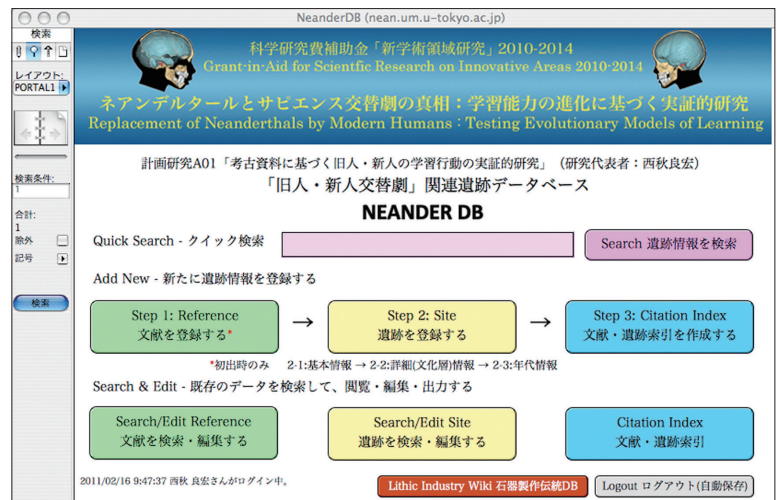 NeanderDB (nean.um.u-tokyo.ac.jp)
検索
レイアウト:
PORTAL1
検索条件:
1
合計:
1
除外
記号
検索
科学研究費補助金「新学術領域研究」2010-2014
Grant-in-Aid for Scientfic Research on Innovative Areas 2010-2014
ネアンデルタールとサピエンス交替劇の真相：学習能力の進化に基づく実証的研究
Replacement of Neanderthals by Modern Humans : Testing Evolutionary Models of Learning
計画研究A01「考古資料に基づく旧人・新人の学習行動の実証的研究」（研究代表者：西秋良宏）
「旧人・新人交替劇」関連遺跡データベース
NEANDER DB
Quick Search - クイック検索
Search 遺跡情報を検索
Add New - 新たに遺跡情報を登録する
Step 1: Reference
文献を登録する*
→
Step 2: Site
遺跡を登録する
→
Step 3: Citation Index
文献・遺跡索引を作成する
*初出時のみ 2-1:基本情報 → 2-2:詳細(文化層)情報 → 2-3:年代情報
Search & Edit - 既存のデータを検索して、閲覧・編集・出力する
Search/Edit Reference
文献を検索・編集する
Search/Edit Site
遺跡を検索・編集する
Citation Index
文献・遺跡索引
2011/02/16 9:47:37 西秋 良宏さんがログイン中。
Lithic Industry Wiki 石器製作伝統DB
Logout ログアウト(自動保存)